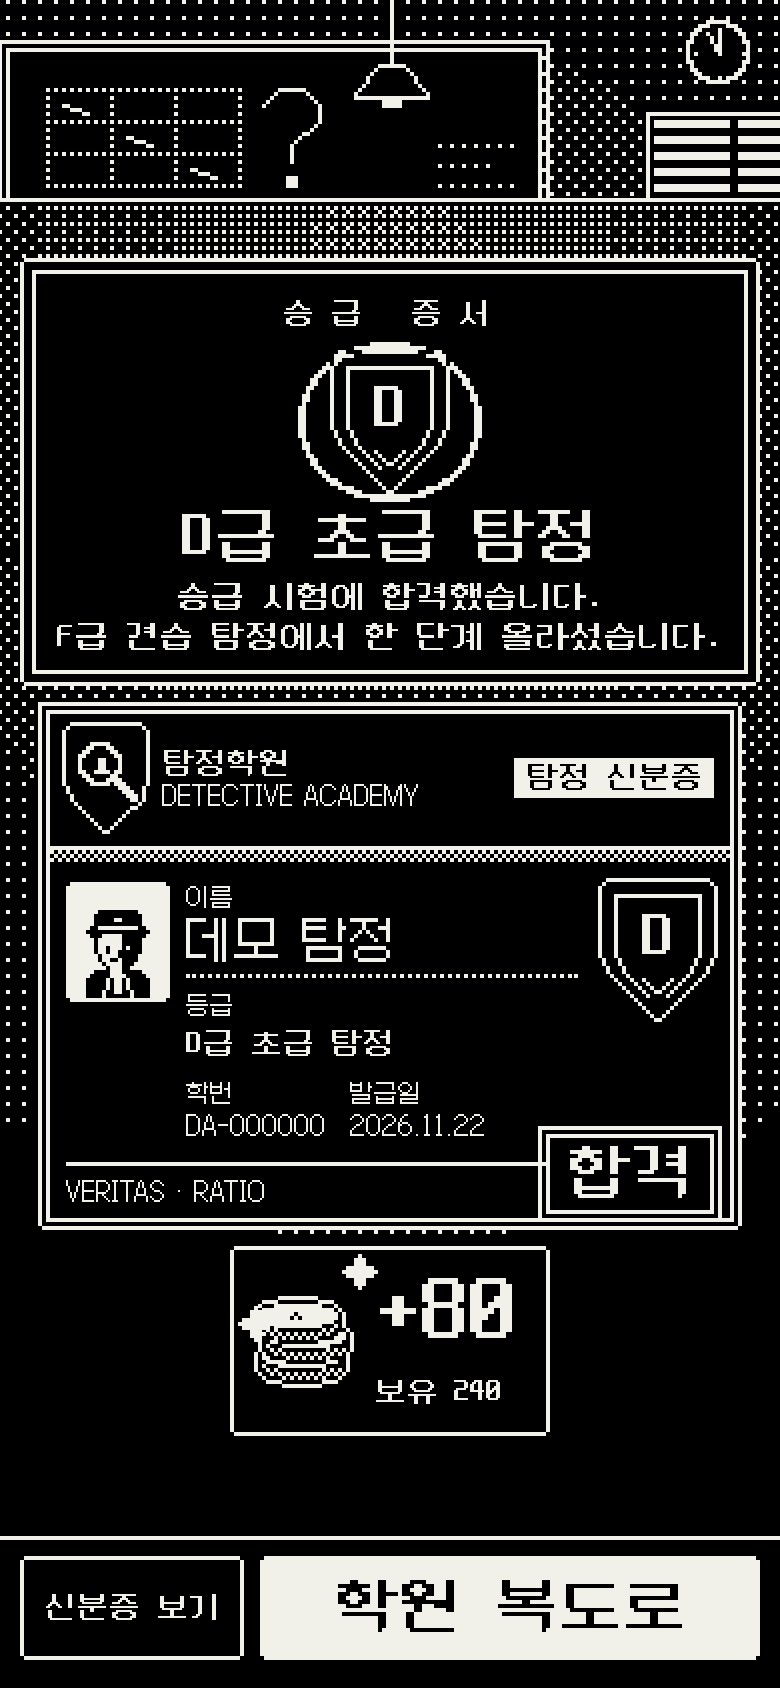 ?
승급 증서
D
D급 초급 탐정
승급 시험에 합격했습니다.
F급 견습 탐정에서 한 단계 올라섰습니다.
탐정학원
DETECTIVE ACADEMY
탐정 신분증
이름
데모 탐정
D
등급
D급 초급 탐정
학번 발급일
DA-000000 2026.11.22
합격
VERITAS · RATIO
+80
보유 240
신분증 보기
학원 복도로